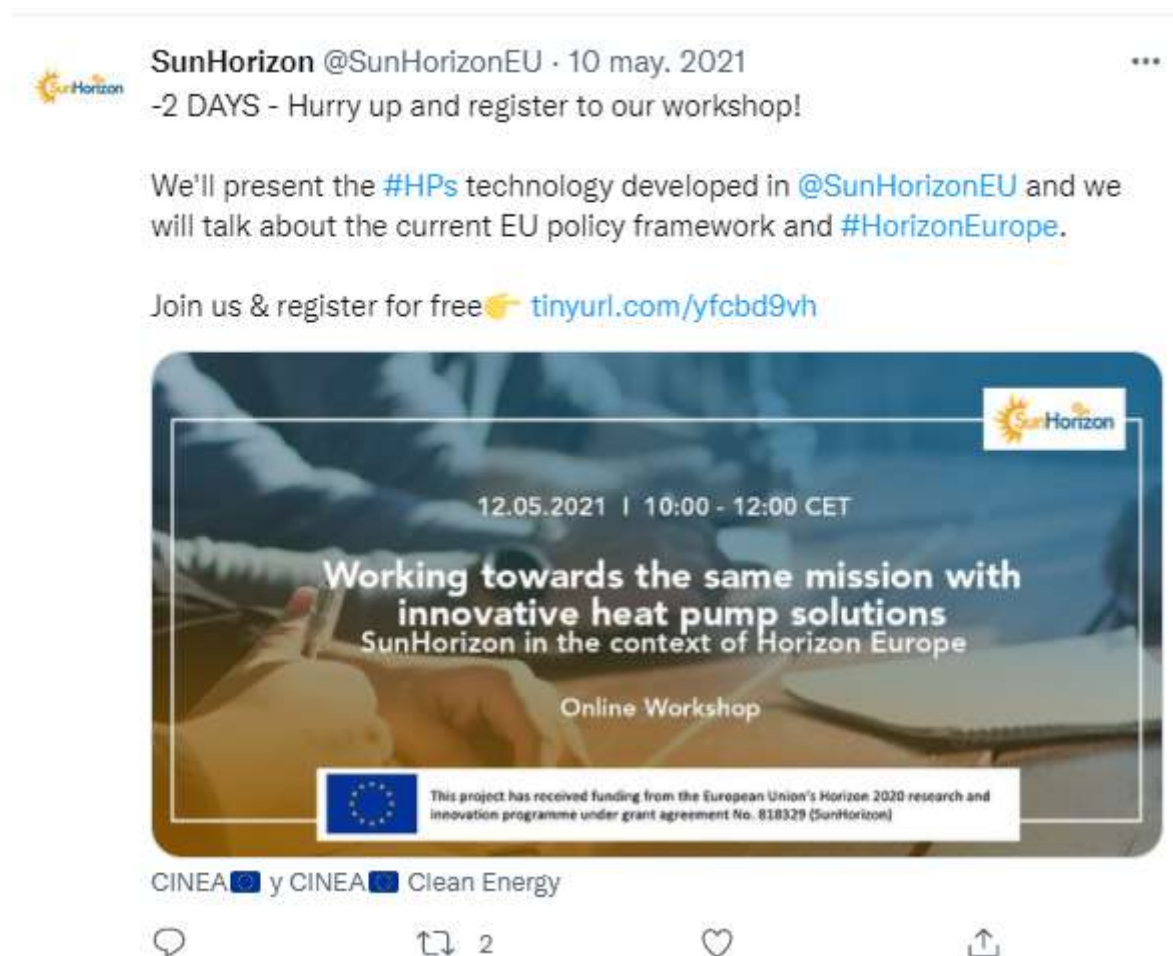 SunHorizon
SunHorizon @SunHorizonEU · 10 may. 2021
-2 DAYS - Hurry up and register to our workshop!
We'll present the #HPs technology developed in @SunHorizonEU and we
will talk about the current EU policy framework and #HorizonEurope.
Join us & register for free👉 tinyurl.com/yfcbd9vh
SunHorizon
12.05.2021 I 10:00 - 12:00 CET
Working towards the same mission with
innovative heat pump solutions
SunHorizon in the context of Horizon Europe
Online Workshop
This project has received funding from the European Union's Horizon 2020 research and
innovation programme under grant agreement No. 818329 (SunHorizon)
CINEA🇪🇺 y CINEA🇪🇺 Clean Energy
2